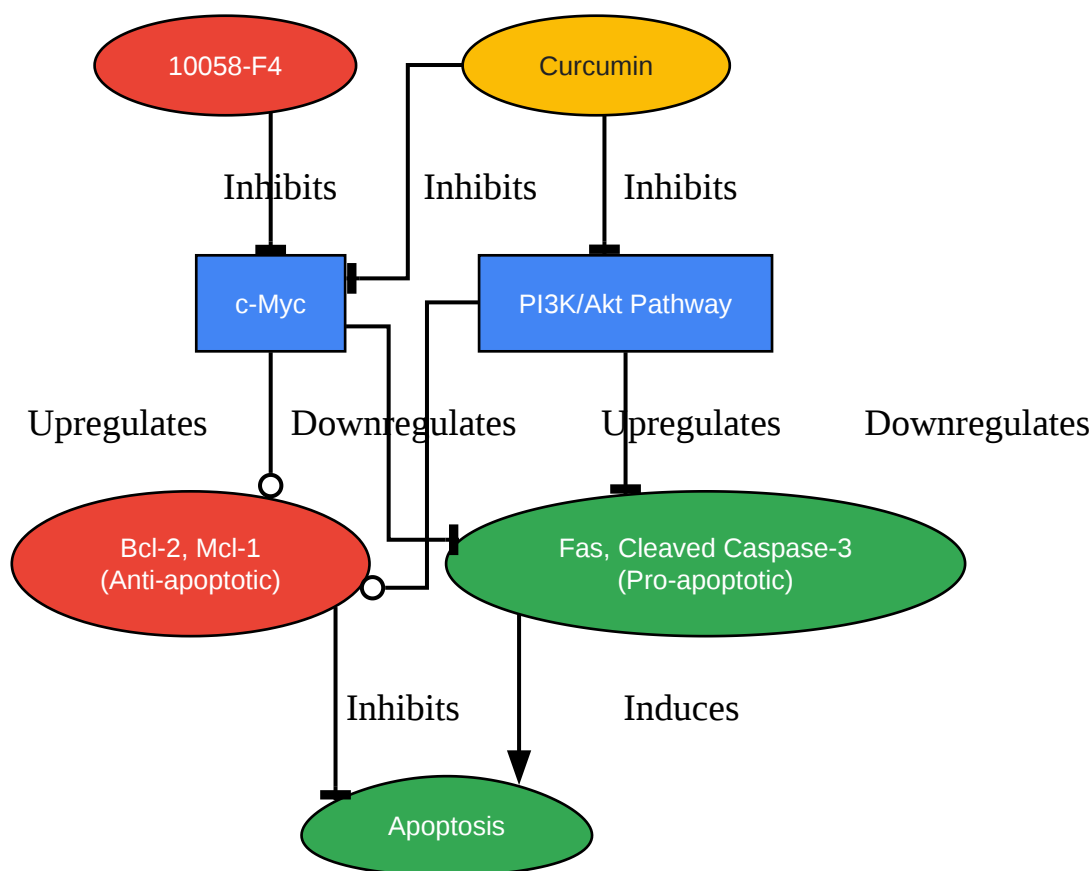 10058-F4
Curcumin
Inhibits
Inhibits
Inhibits
c-Myc
PI3K/Akt Pathway
Upregulates
Downregulates
Upregulates
Downregulates
Bcl-2, Mcl-1
(Anti-apoptotic)
Fas, Cleaved Caspase-3
(Pro-apoptotic)
Inhibits
Induces
Apoptosis